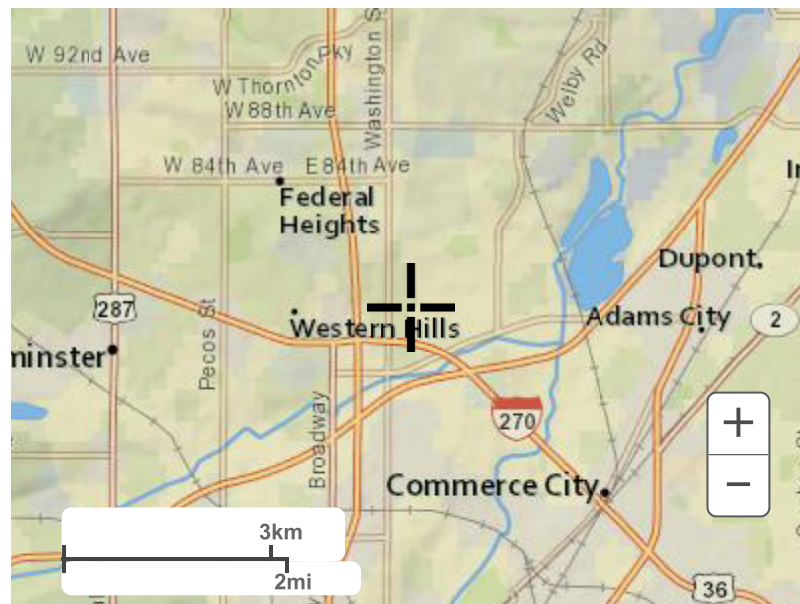 W 92nd Ave
W Thornton Pky
Washington S
Welby Rd
W 88th Ave
W 84th Ave
E 84th Ave
Federal
Heights
Dupont
287
Pecos St
Western Hills
Adams City
2
minster
Broadway
270
+
−
Commerce City
3km
2mi
36